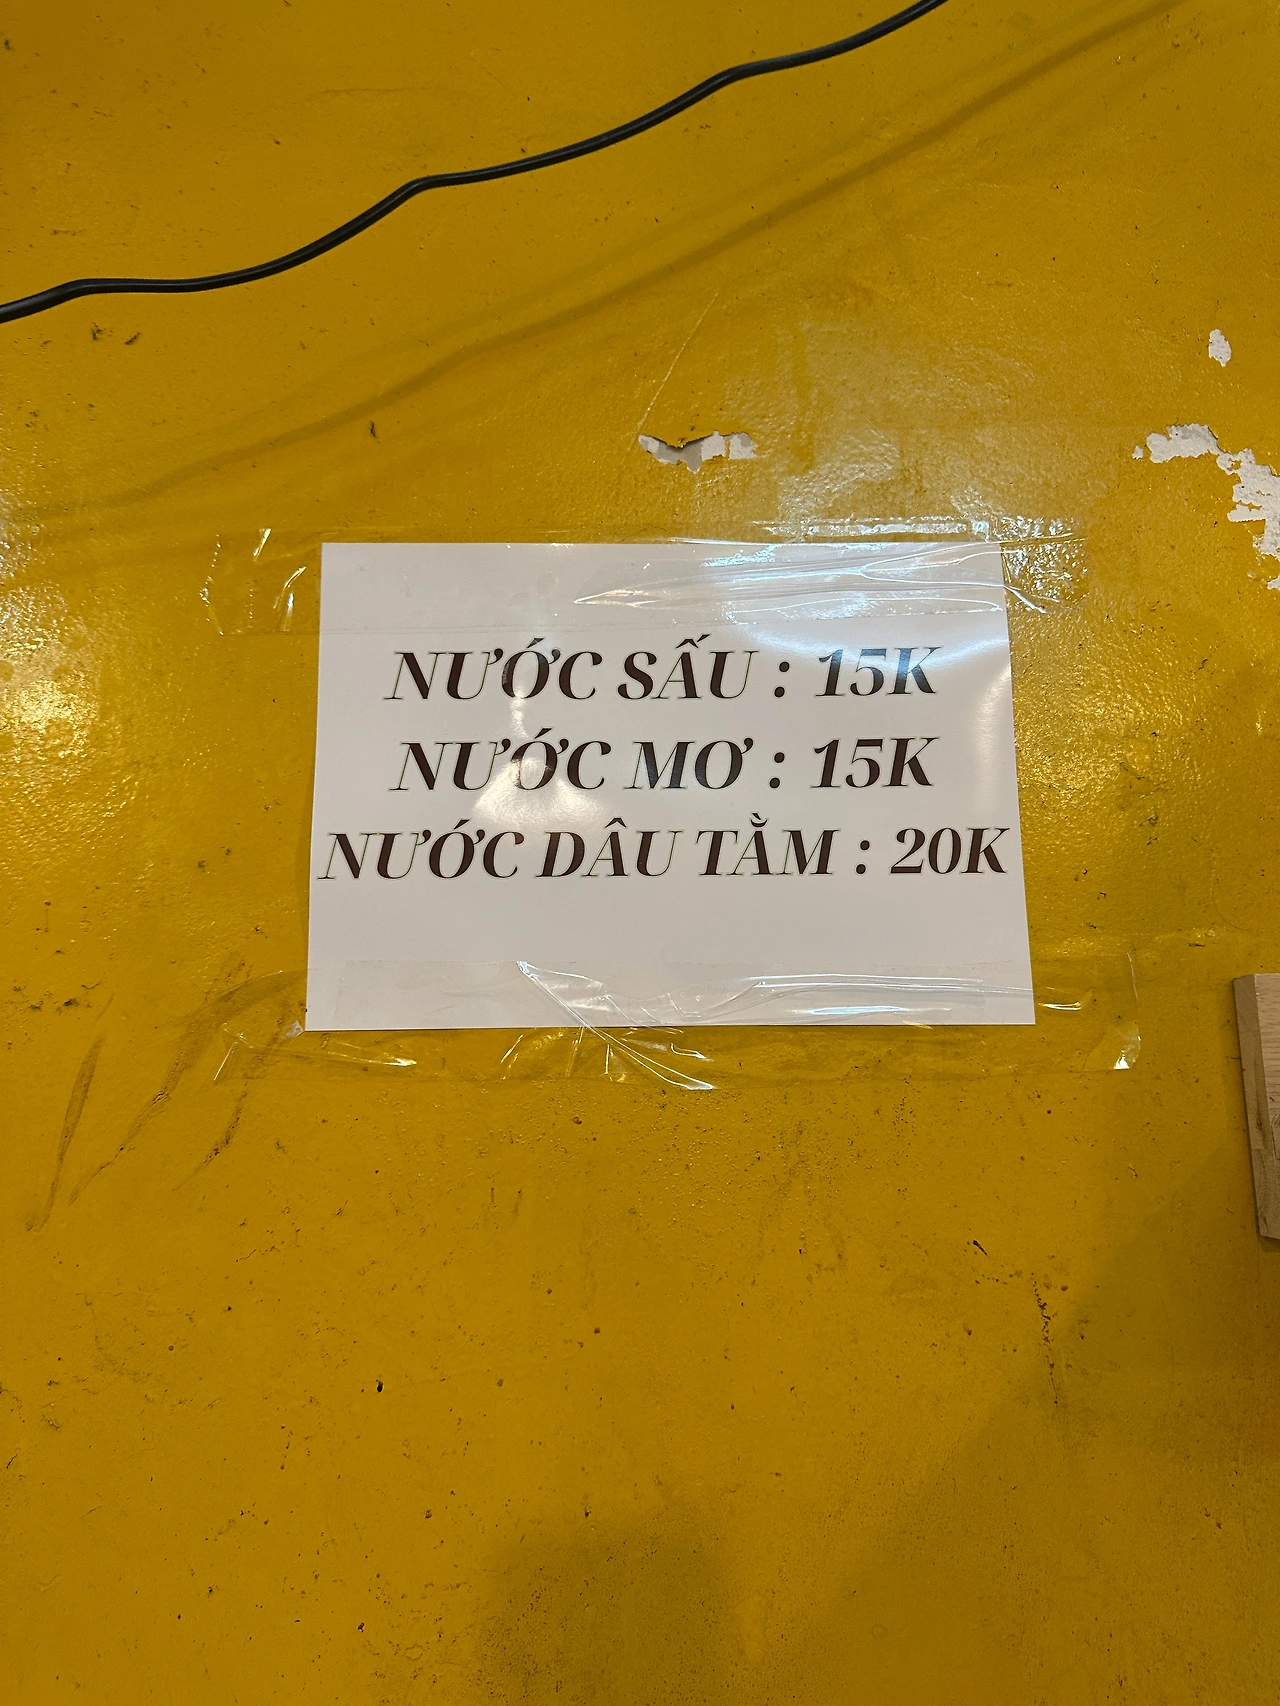 NƯỚC SẤU : 15K
NƯỚC MƠ : 15K
NƯỚC DÂU TẰM : 20K